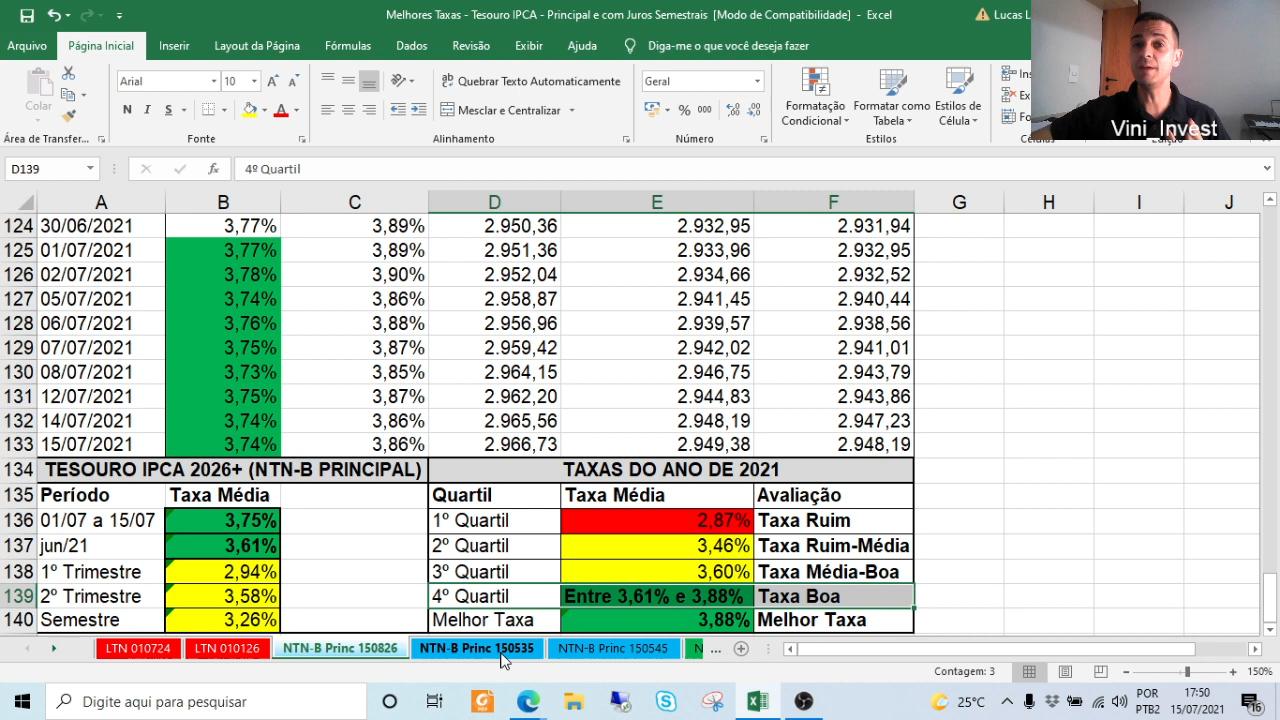 Melhores Taxas - Tesouro IPCA - Principal e com Juros Semestrais [Modo de Compatibilidade] - Excel
Lucas L
Arquivo Página Inicial Inserir Layout da Página Fórmulas Dados Revisão Exibir Ajuda Diga-me o que você deseja fazer
Colar
Arial 10
N I S
Quebrar Texto Automaticamente
Mesclar e Centralizar
Geral
% 000
Formatação Condicional
Formatar como Tabela
Estilos de Célula
Área de Transfer... Fonte Alinhamento Número Estilos
Vini_Invest
D139 fx 4º Quartil
A B C D E F G H I J
124 30/06/2021 3,77% 3,89% 2.950,36 2.932,95 2.931,94
125 01/07/2021 3,77% 3,89% 2.951,36 2.933,96 2.932,95
126 02/07/2021 3,78% 3,90% 2.952,04 2.934,66 2.932,52
127 05/07/2021 3,74% 3,86% 2.958,87 2.941,45 2.940,44
128 06/07/2021 3,76% 3,88% 2.956,96 2.939,57 2.938,56
129 07/07/2021 3,75% 3,87% 2.959,42 2.942,02 2.941,01
130 08/07/2021 3,73% 3,85% 2.964,15 2.946,75 2.943,79
131 12/07/2021 3,75% 3,87% 2.962,20 2.944,83 2.943,86
132 14/07/2021 3,74% 3,86% 2.965,56 2.948,19 2.947,23
133 15/07/2021 3,74% 3,86% 2.966,73 2.949,38 2.948,19
134 TESOURO IPCA 2026+ (NTN-B PRINCIPAL) TAXAS DO ANO DE 2021
135 Período Taxa Média Quartil Taxa Média Avaliação
136 01/07 a 15/07 3,75% 1º Quartil 2,87% Taxa Ruim
137 jun/21 3,61% 2º Quartil 3,46% Taxa Ruim-Média
138 1º Trimestre 2,94% 3º Quartil 3,60% Taxa Média-Boa
139 2º Trimestre 3,58% 4º Quartil Entre 3,61% e 3,88% Taxa Boa
140 Semestre 3,26% Melhor Taxa 3,88% Melhor Taxa
LTN 010724 LTN 010126 NTN-B Princ 150826 NTN-B Princ 150535 NTN-B Princ 150545 N ...
Contagem: 3 150%
Digite aqui para pesquisar
25°C
POR
PTB2
17:50
15/07/2021
16